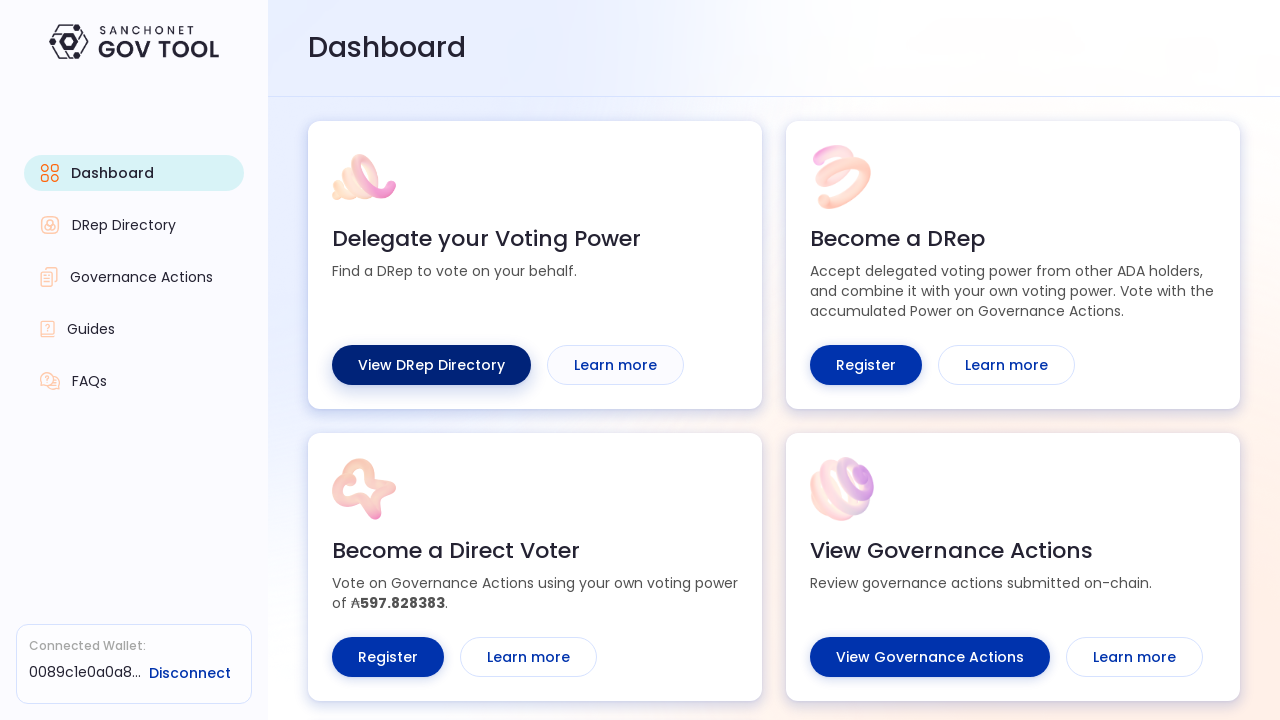 SANCHONET
GOV TOOL
Dashboard
DRep Directory
Governance Actions
Guides
FAQs
Connected Wallet:
0089c1e0a0a8...
Disconnect
Dashboard
Delegate your Voting Power
Find a DRep to vote on your behalf.
View DRep Directory
Learn more
Become a DRep
Accept delegated voting power from other ADA holders,
and combine it with your own voting power. Vote with the
accumulated Power on Governance Actions.
Register
Learn more
Become a Direct Voter
Vote on Governance Actions using your own voting power
of ₳597.828383.
Register
Learn more
View Governance Actions
Review governance actions submitted on-chain.
View Governance Actions
Learn more